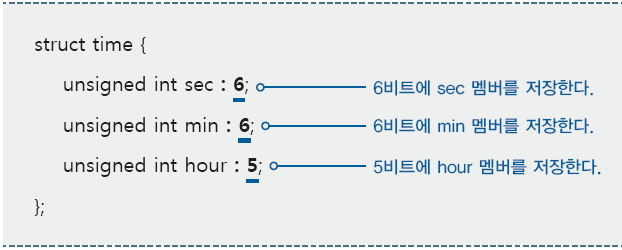 struct time {
unsigned int sec : 6; 6비트에 sec 멤버를 저장한다.
unsigned int min : 6; 6비트에 min 멤버를 저장한다.
unsigned int hour : 5; 5비트에 hour 멤버를 저장한다.
};